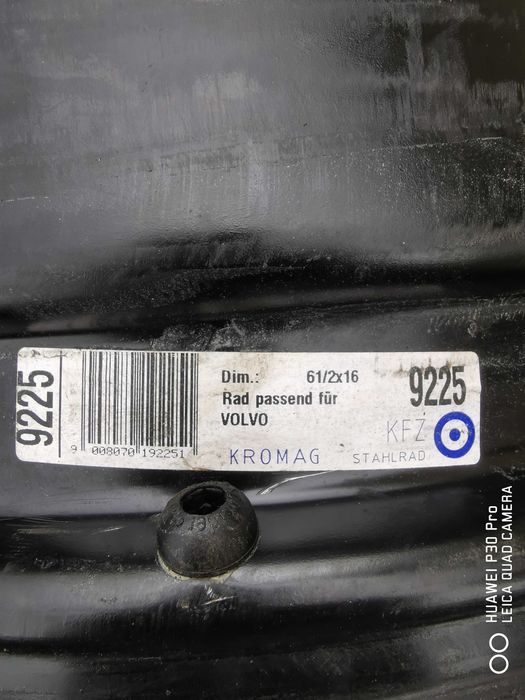 9225
9 008070 192251
Dim.: 61/2x16
Rad passend für
VOLVO
KROMAG
9225
KFZ
STAHLRAD
HUAWEI P30 Pro
LEICA QUAD CAMERA